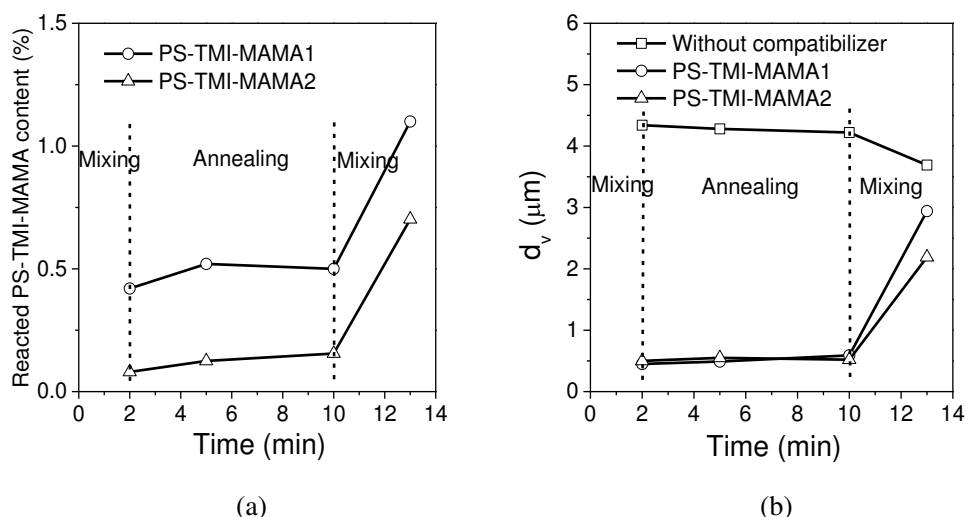 1.5
PS-TMI-MAMA1
PS-TMI-MAMA2
1.0
Mixing
Annealing
Mixing
0.5
0.0
0 2 4 6 8 10 12 14
Reacted PS-TMI-MAMA content (%)
Time (min)
(a)
6
Without compatibilizer
PS-TMI-MAMA1
PS-TMI-MAMA2
5
4
Mixing
Annealing
Mixing
3
2
1
0
0 2 4 6 8 10 12 14
d_v (μm)
Time (min)
(b)